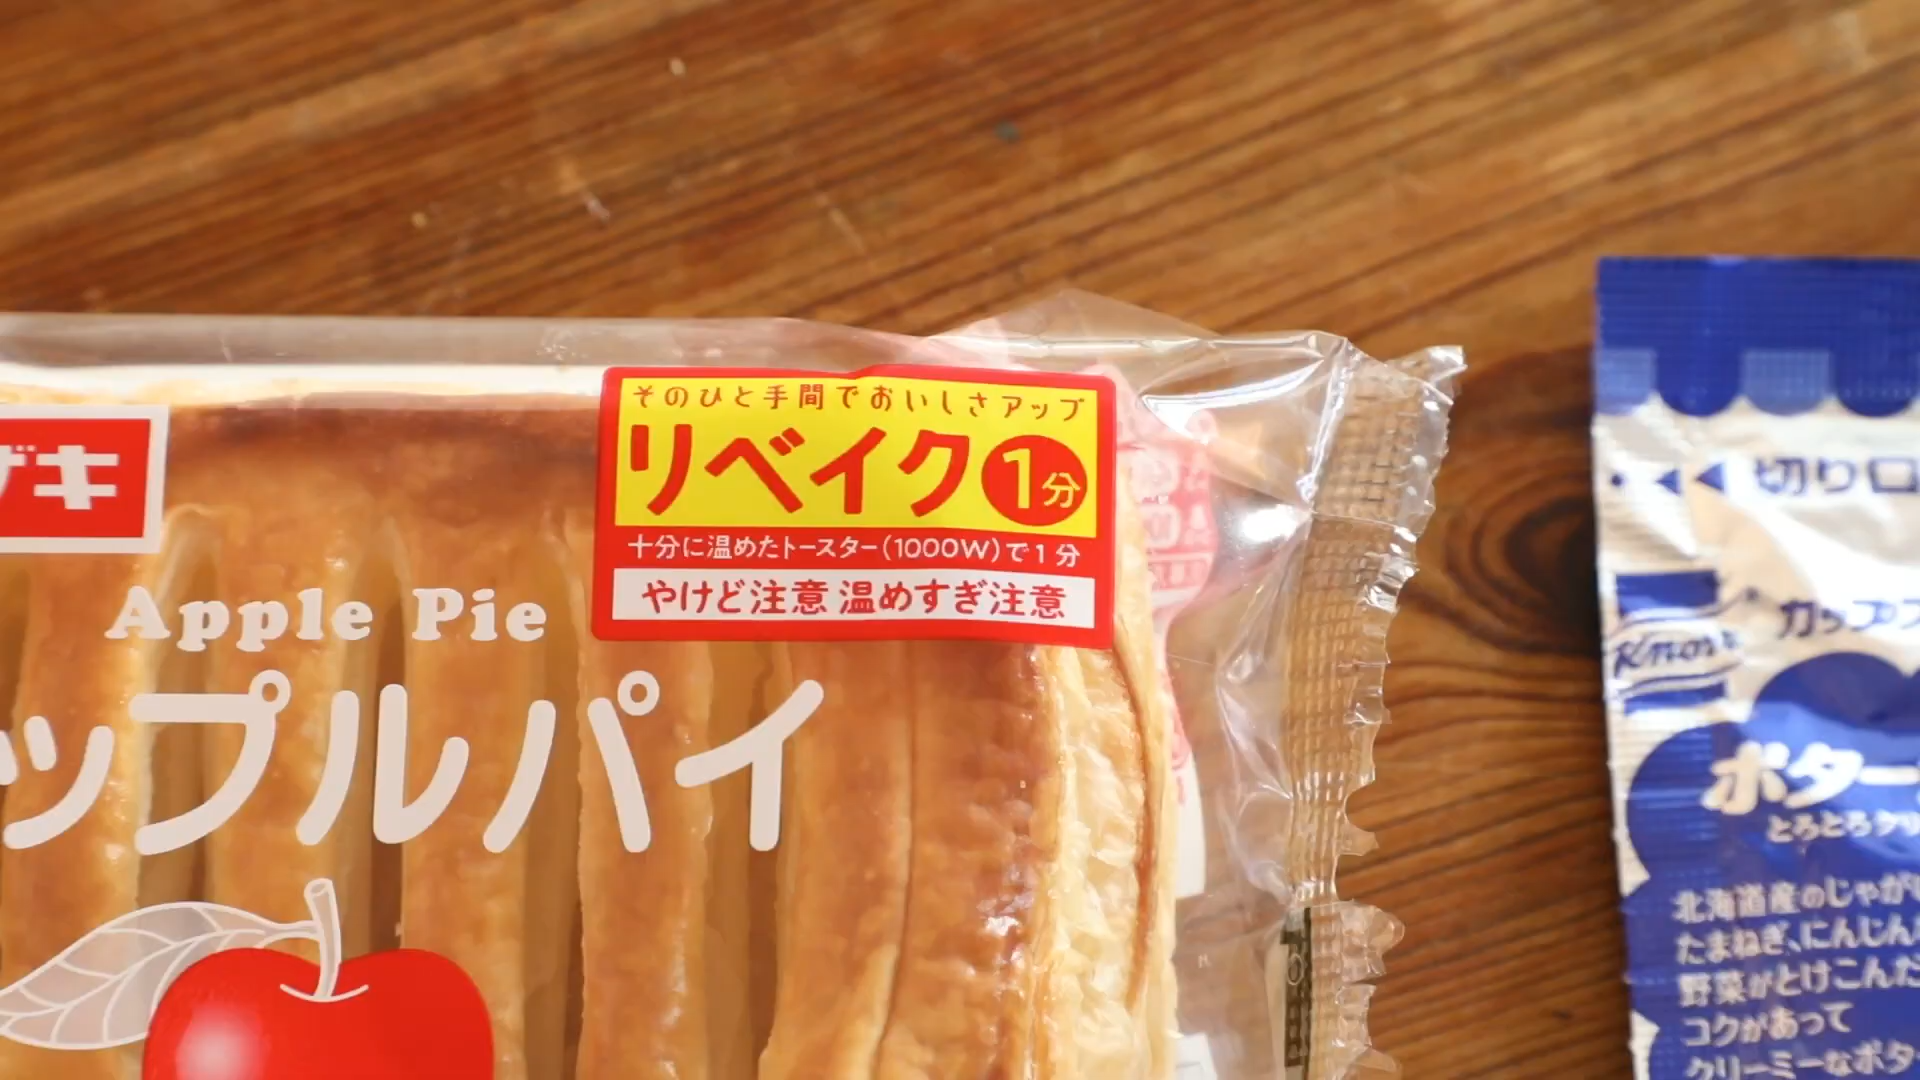 そのひと手間でおいしさアップ
リベイク1分
十分に温めたトースター(1000W)で1分
やけど注意 温めすぎ注意
ザキ
Apple Pie
ップルパイ
切り口
Knorr
カップス
ポター
とろとろクリ
北海道産のじゃが
たまねぎ、にんじん
野菜がとけこんだ
コクがあって
クリーミーなポタ